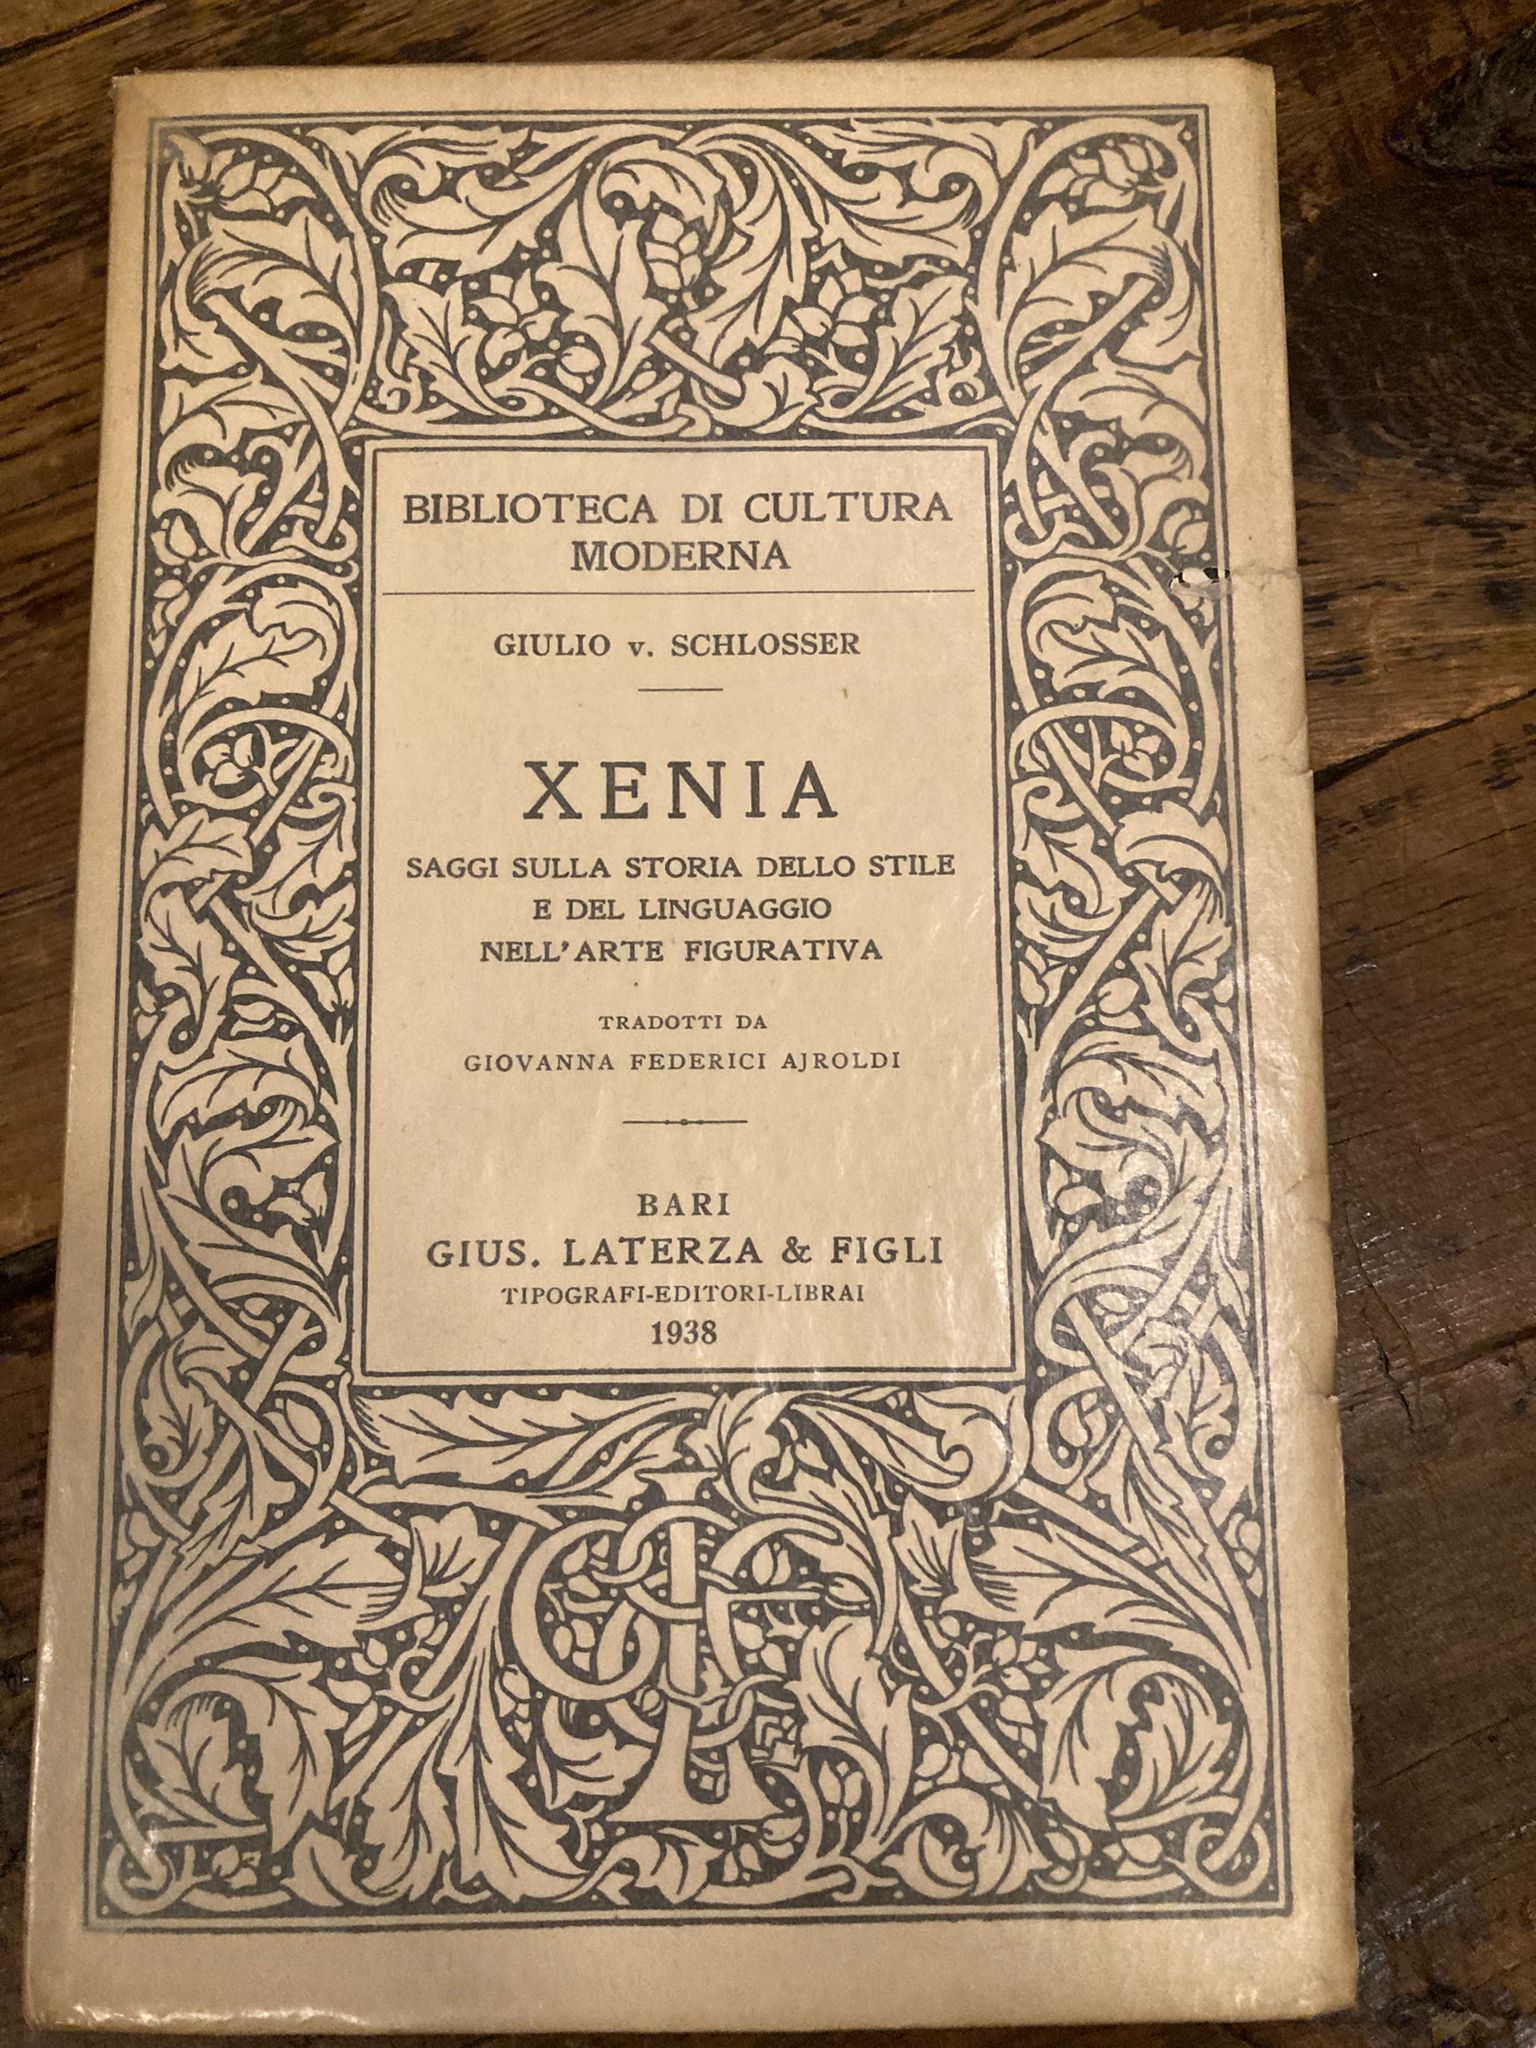 BIBLIOTECA DI CULTURA
MODERNA
GIULIO v. SCHLOSSER
XENIA
SAGGI SULLA STORIA DELLO STILE
E DEL LINGUAGGIO
NELL'ARTE FIGURATIVA
TRADOTTI DA
GIOVANNA FEDERICI AJROLDI
BARI
GIUS. LATERZA & FIGLI
TIPOGRAFI-EDITORI-LIBRAI
1938